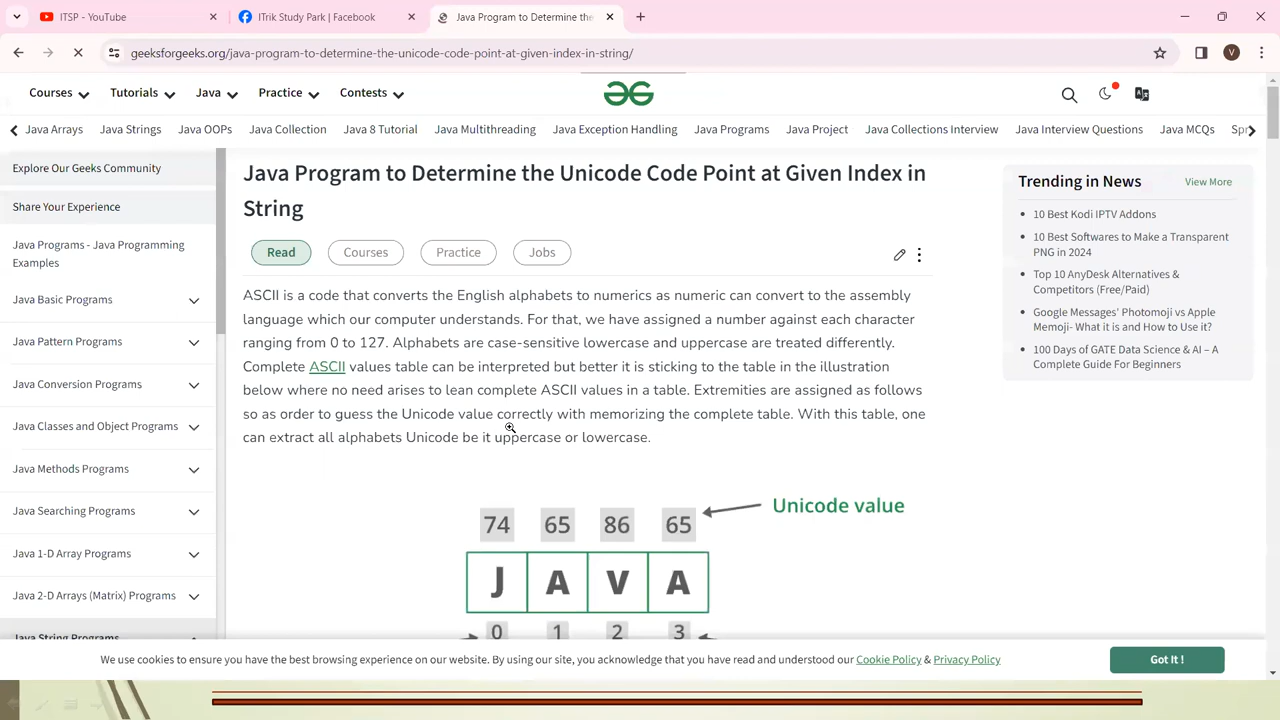 ITSP - YouTube
ITrik Study Park | Facebook
Java Program to Determine the
geeksforgeeks.org/java-program-to-determine-the-unicode-code-point-at-given-index-in-string/
V
Courses
Tutorials
Java
Practice
Contests
Java Arrays
Java Strings
Java OOPs
Java Collection
Java 8 Tutorial
Java Multithreading
Java Exception Handling
Java Programs
Java Project
Java Collections Interview
Java Interview Questions
Java MCQs
Spr
Explore Our Geeks Community
Share Your Experience
Java Programs - Java Programming
Examples
Java Basic Programs
Java Pattern Programs
Java Conversion Programs
Java Classes and Object Programs
Java Methods Programs
Java Searching Programs
Java 1-D Array Programs
Java 2-D Arrays (Matrix) Programs
Java String Programs
Java Program to Determine the Unicode Code Point at Given Index in
String
Read
Courses
Practice
Jobs
ASCII is a code that converts the English alphabets to numerics as numeric can convert to the assembly
language which our computer understands. For that, we have assigned a number against each character
ranging from 0 to 127. Alphabets are case-sensitive lowercase and uppercase are treated differently.
Complete ASCII values table can be interpreted but better it is sticking to the table in the illustration
below where no need arises to lean complete ASCII values in a table. Extremities are assigned as follows
so as order to guess the Unicode value correctly with memorizing the complete table. With this table, one
can extract all alphabets Unicode be it uppercase or lowercase.
74 65 86 65
Unicode value
J A V A
0 1 2 3
Trending in News
View More
10 Best Kodi IPTV Addons
10 Best Softwares to Make a Transparent
PNG in 2024
Top 10 AnyDesk Alternatives &
Competitors (Free/Paid)
Google Messages' Photomoji vs Apple
Memoji- What it is and How to Use it?
100 Days of GATE Data Science & AI – A
Complete Guide For Beginners
We use cookies to ensure you have the best browsing experience on our website. By using our site, you acknowledge that you have read and understood our Cookie Policy & Privacy Policy
Got It !